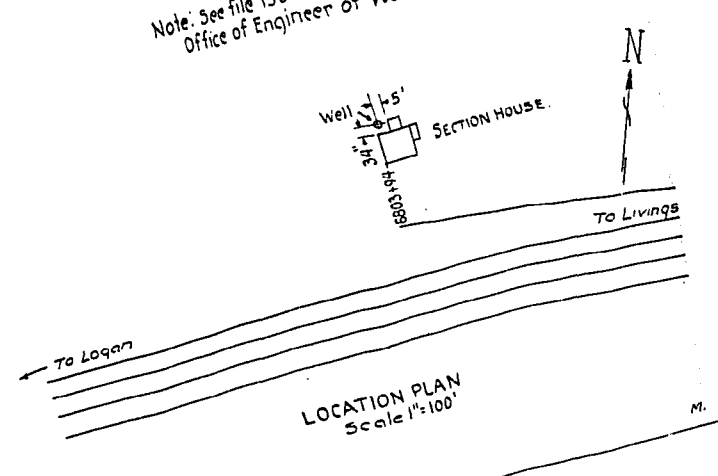 Note: See file
Office of Engineer of
N
Well
5'
SECTION HOUSE.
34"
6803+94
To Livings
To Logan
LOCATION PLAN
Scale 1"=100'
M.